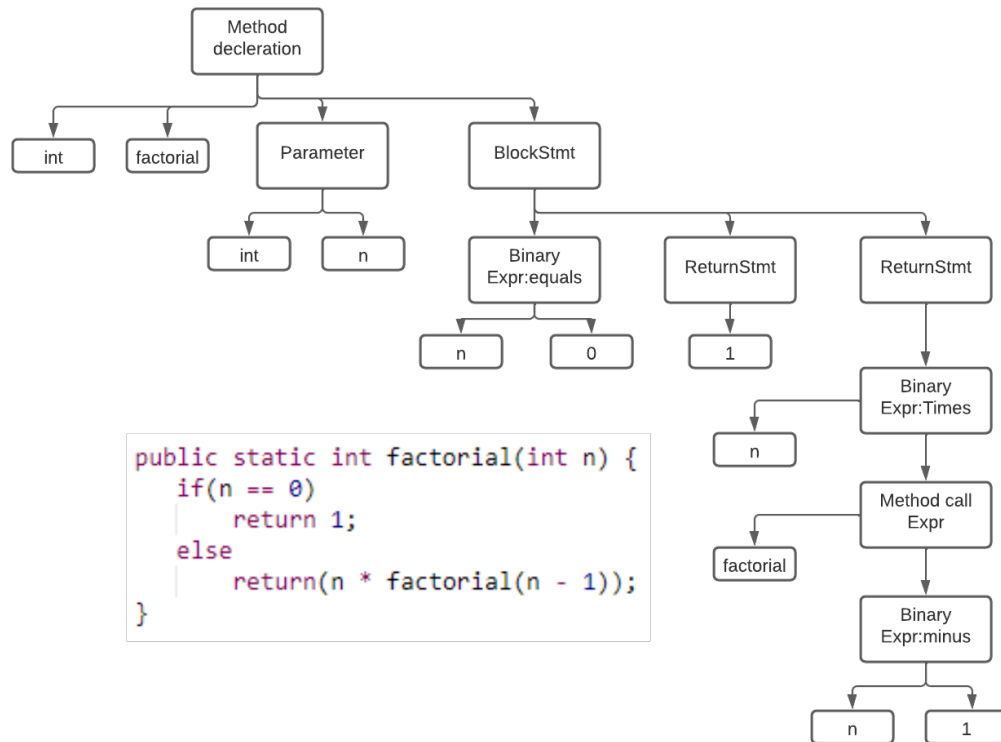 Method
decleration
int
factorial
Parameter
BlockStmt
int
n
Binary
Expr:equals
ReturnStmt
ReturnStmt
n
0
1
Binary
Expr:Times
n
Method call
Expr
factorial
Binary
Expr:minus
n
1
public static int factorial(int n) {
if(n == 0)
return 1;
else
return(n * factorial(n - 1));
}